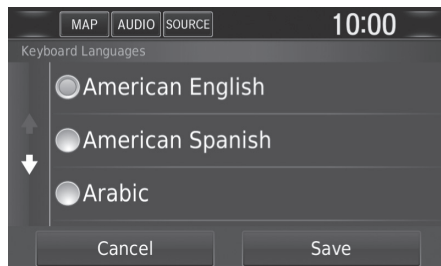 MAP AUDIO SOURCE 10:00
Keyboard Languages
American English
American Spanish
Arabic
Cancel Save